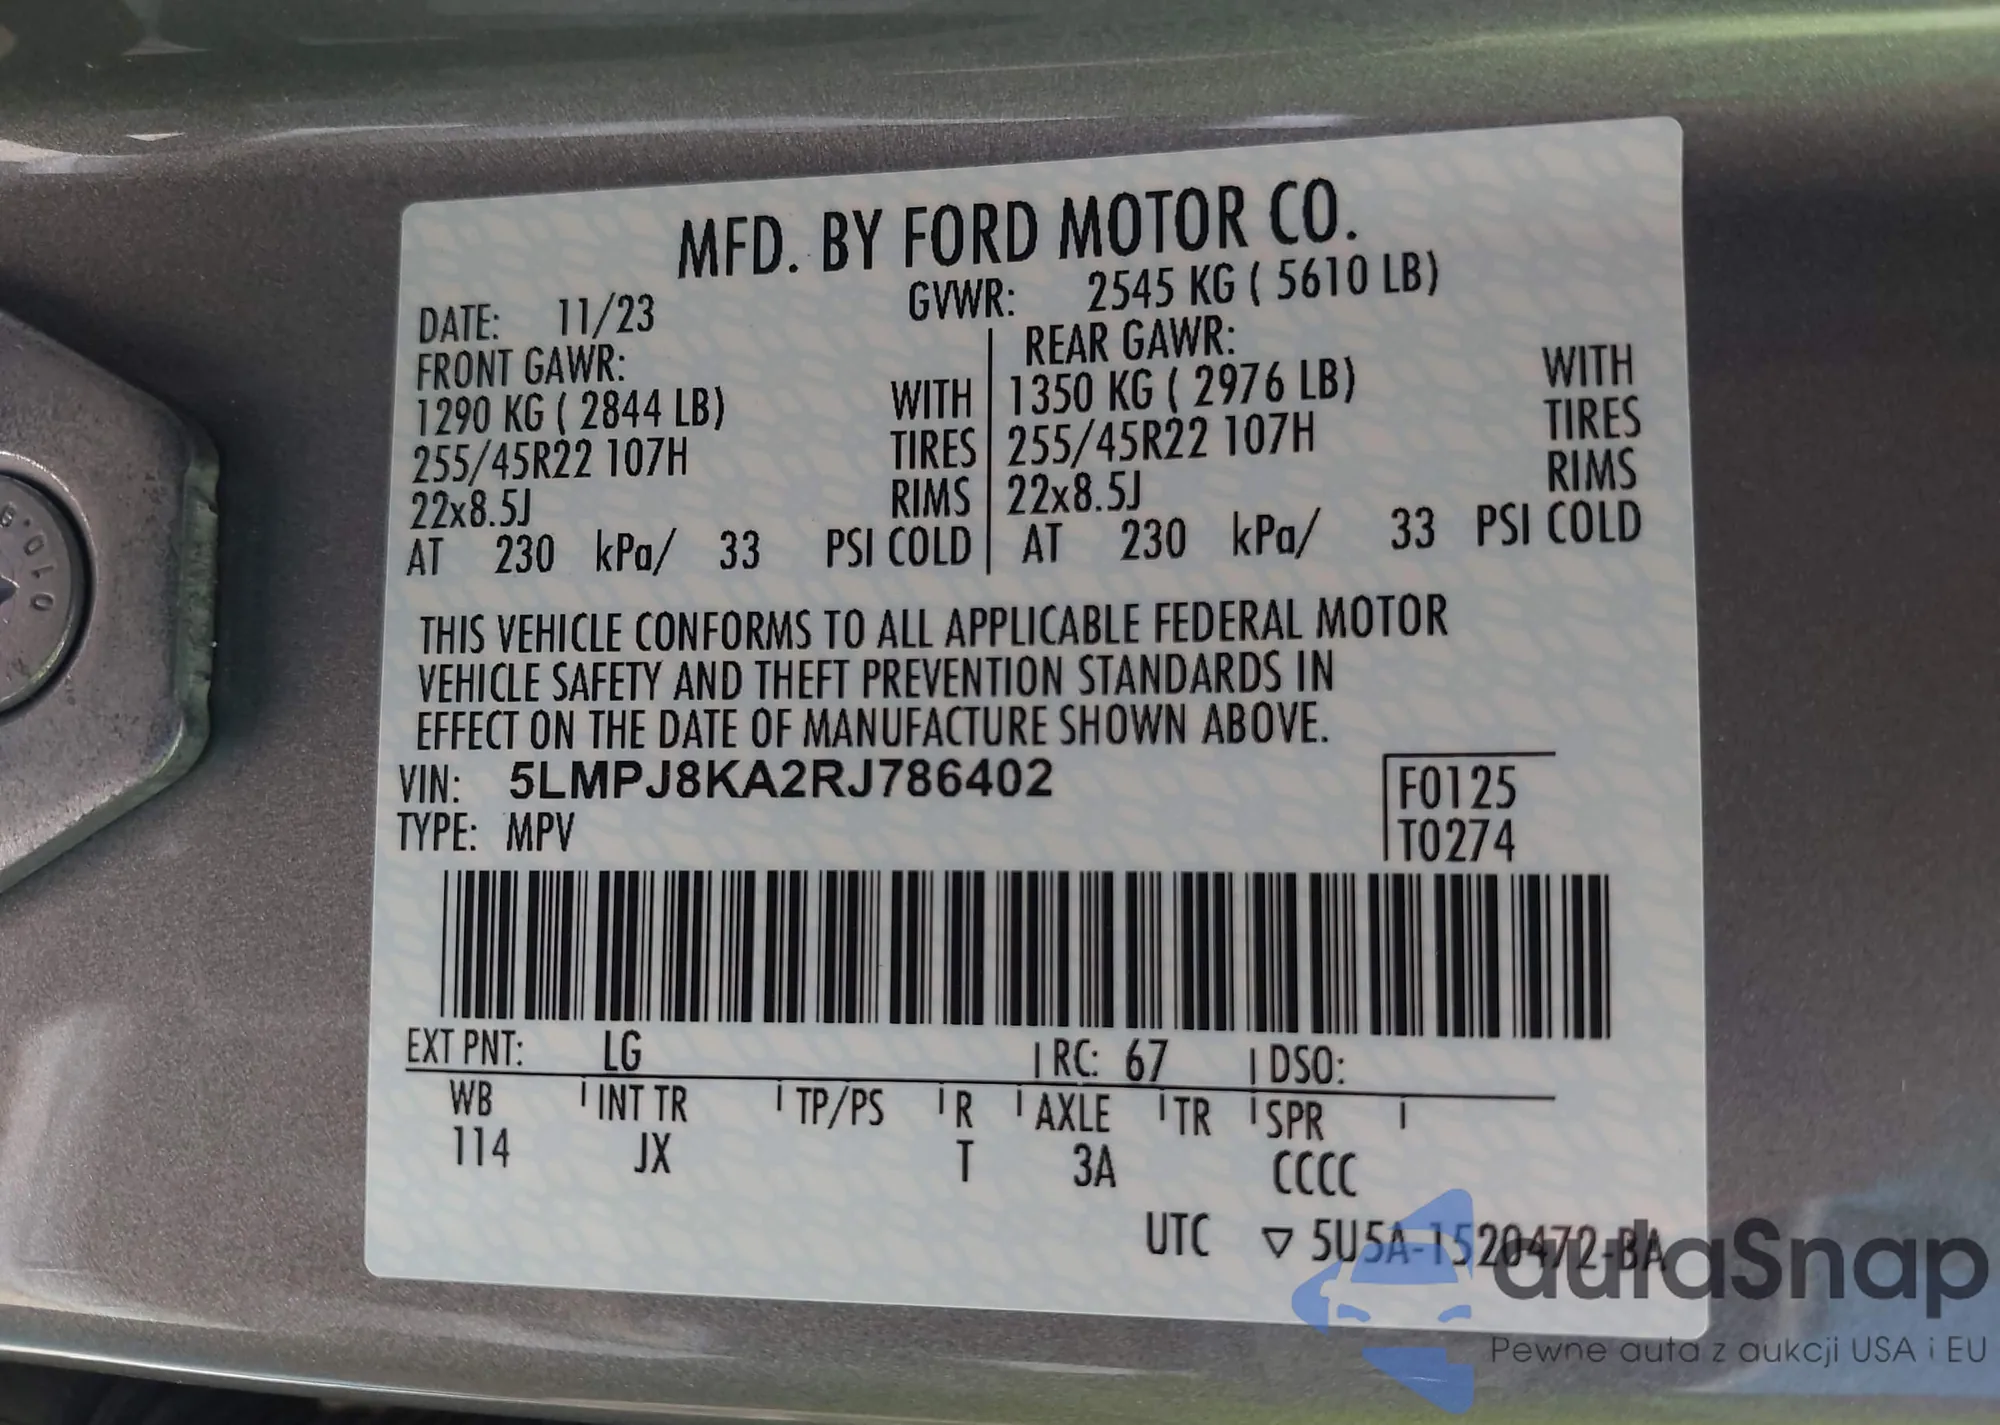 MFD. BY FORD MOTOR CO.
DATE: 11/23 GVWR: 2545 KG ( 5610 LB)
FRONT GAWR: REAR GAWR:
1290 KG ( 2844 LB) WITH 1350 KG ( 2976 LB) WITH
255/45R22 107H TIRES 255/45R22 107H TIRES
22x8.5J RIMS 22x8.5J RIMS
AT 230 kPa/ 33 PSI COLD AT 230 kPa/ 33 PSI COLD
THIS VEHICLE CONFORMS TO ALL APPLICABLE FEDERAL MOTOR
VEHICLE SAFETY AND THEFT PREVENTION STANDARDS IN
EFFECT ON THE DATE OF MANUFACTURE SHOWN ABOVE.
VIN: 5LMPJ8KA2RJ786402 F0125
TYPE: MPV T0274
EXT PNT: LG RC: 67 DSO:
WB INT TR TP/PS R AXLE TR SPR
114 JX T 3A CCCC
UTC ▽ 5U5A-1520472-BA
autaSnap
Pewne auta z aukcji USA i EU